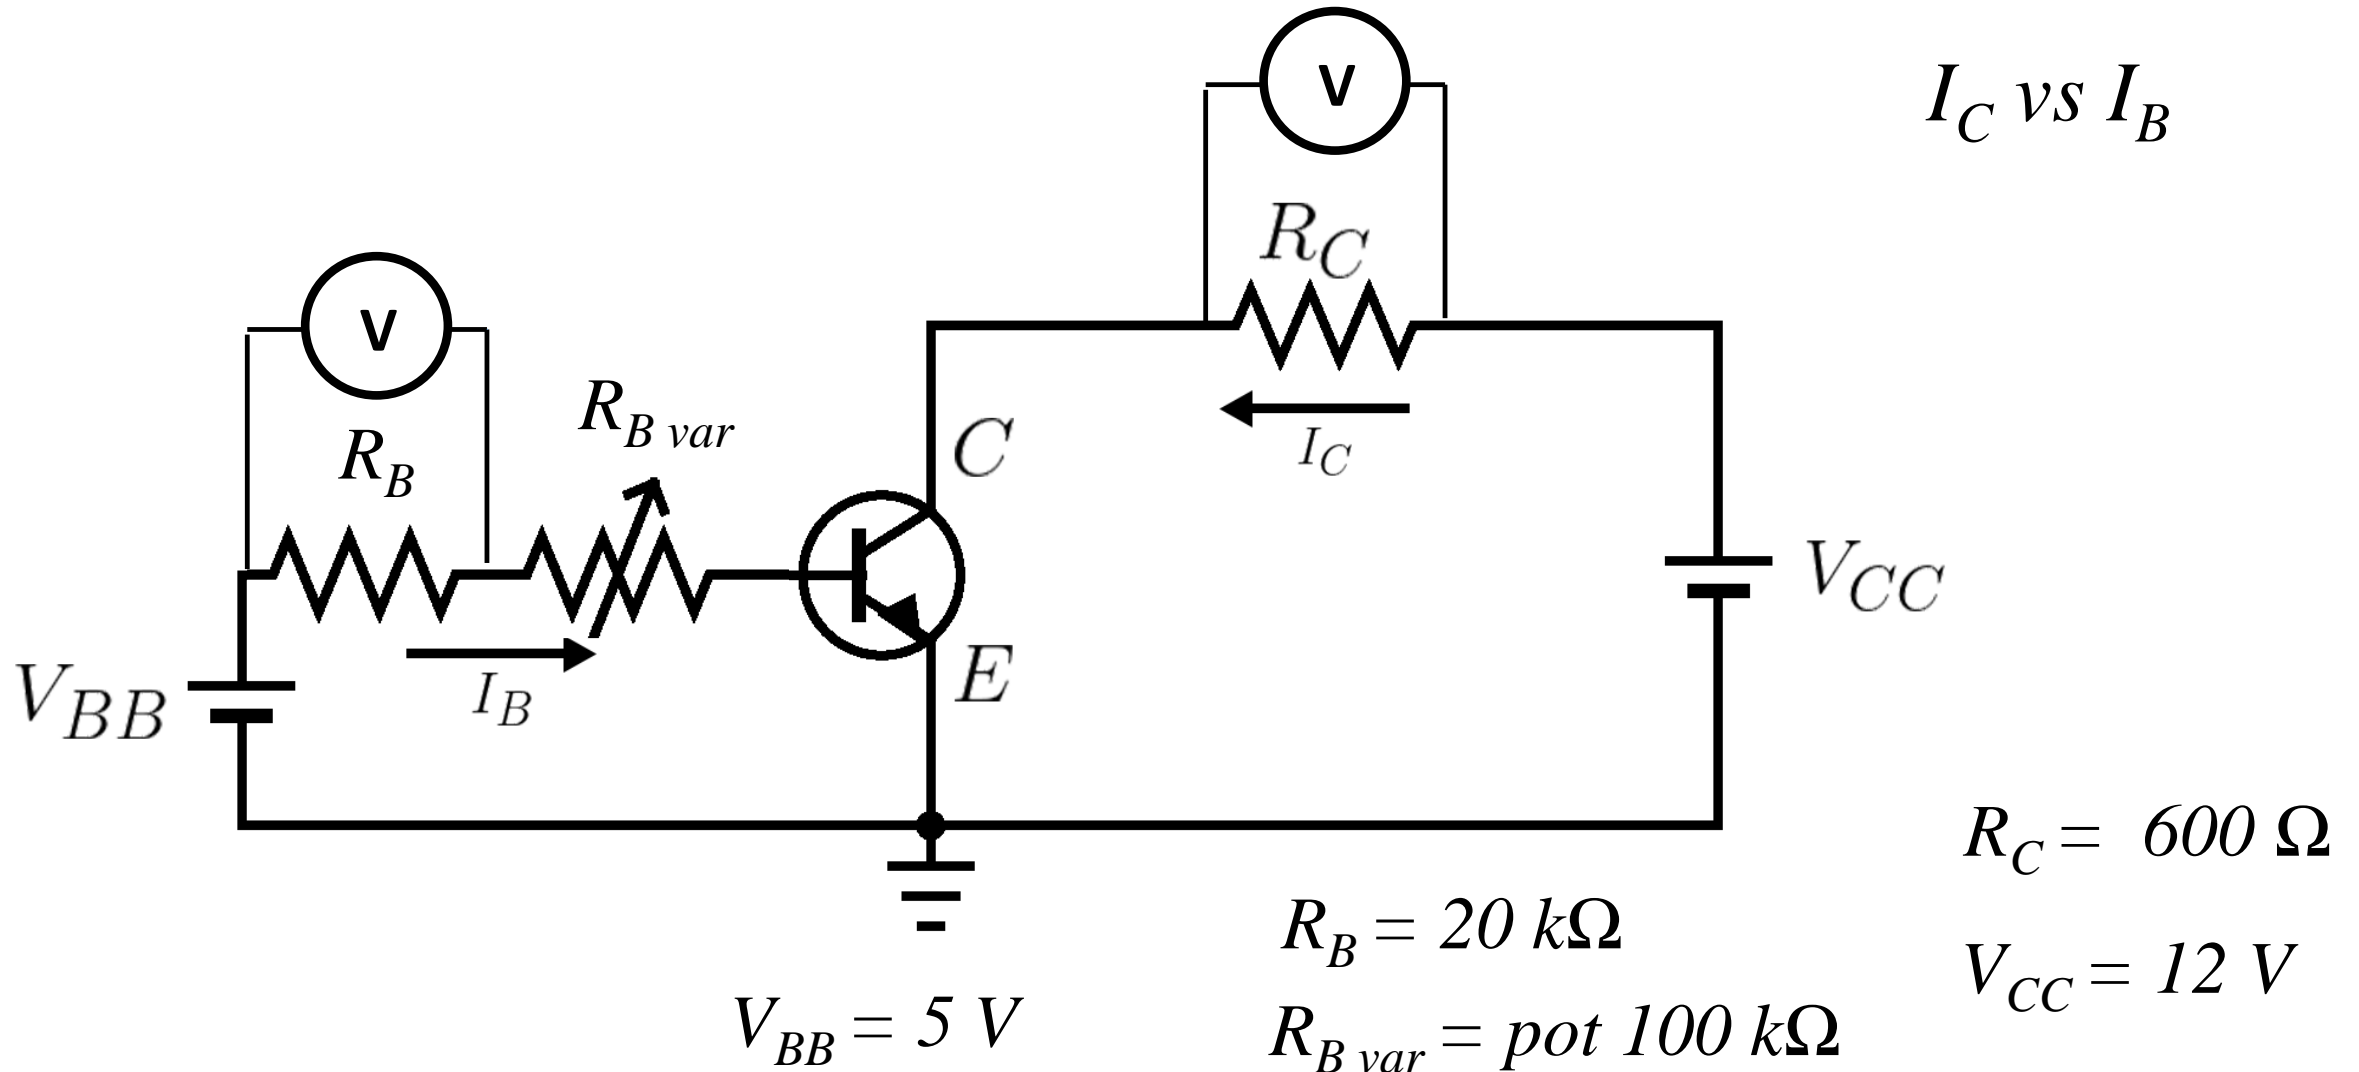 V
I_C vs I_B
R_C
V
R_B var
R_B
C
I_C
V_CC
E
I_B
V_BB
R_C = 600 Ω
R_B = 20 kΩ
V_CC = 12 V
V_BB = 5 V
R_B var = pot 100 kΩ